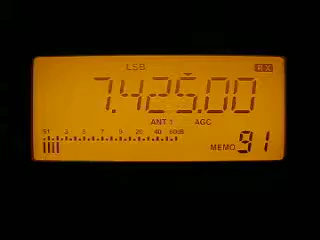 LSB RX
7.425.00
ANT 1 AGC
S1 3 5 7 9 20 40 60dB
MEMO 91